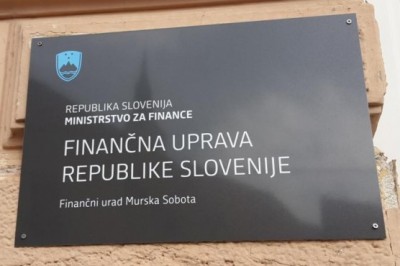 REPUBLIKA SLOVENIJA
MINISTRSTVO ZA FINANCE
FINANČNA UPRAVA
REPUBLIKE SLOVENIJE
Finančni urad Murska Sobota